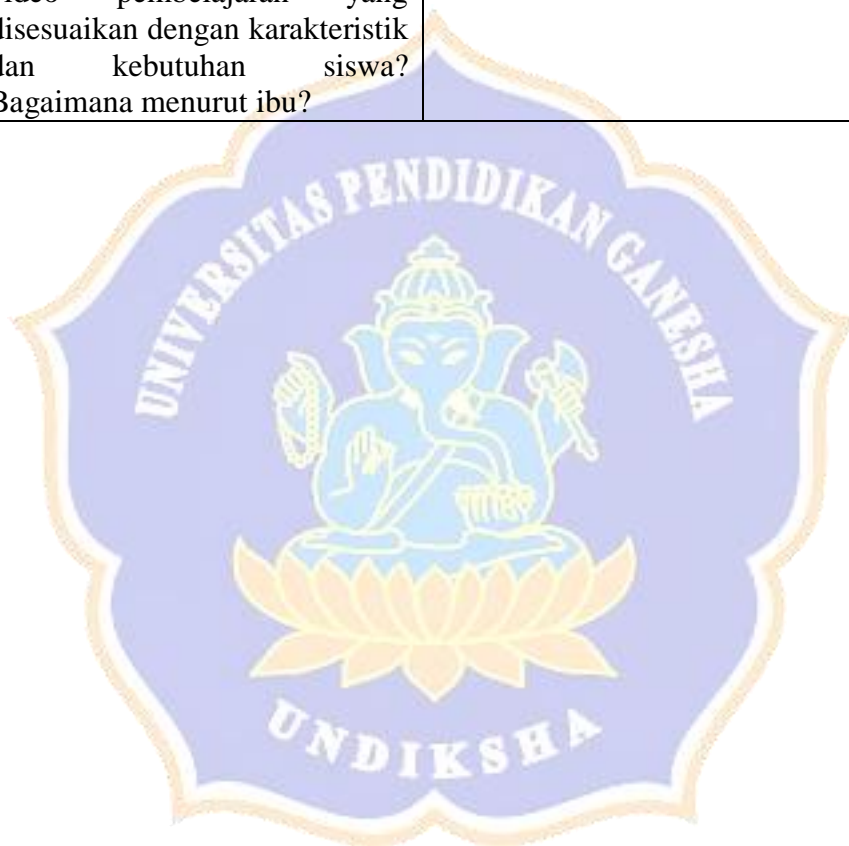 video pembelajaran yang
disesuaikan dengan karakteristik
dan kebutuhan siswa?
Bagaimana menurut ibu?
UNIVERSITAS PENDIDIKAN GANESHA
UNDIKSHA